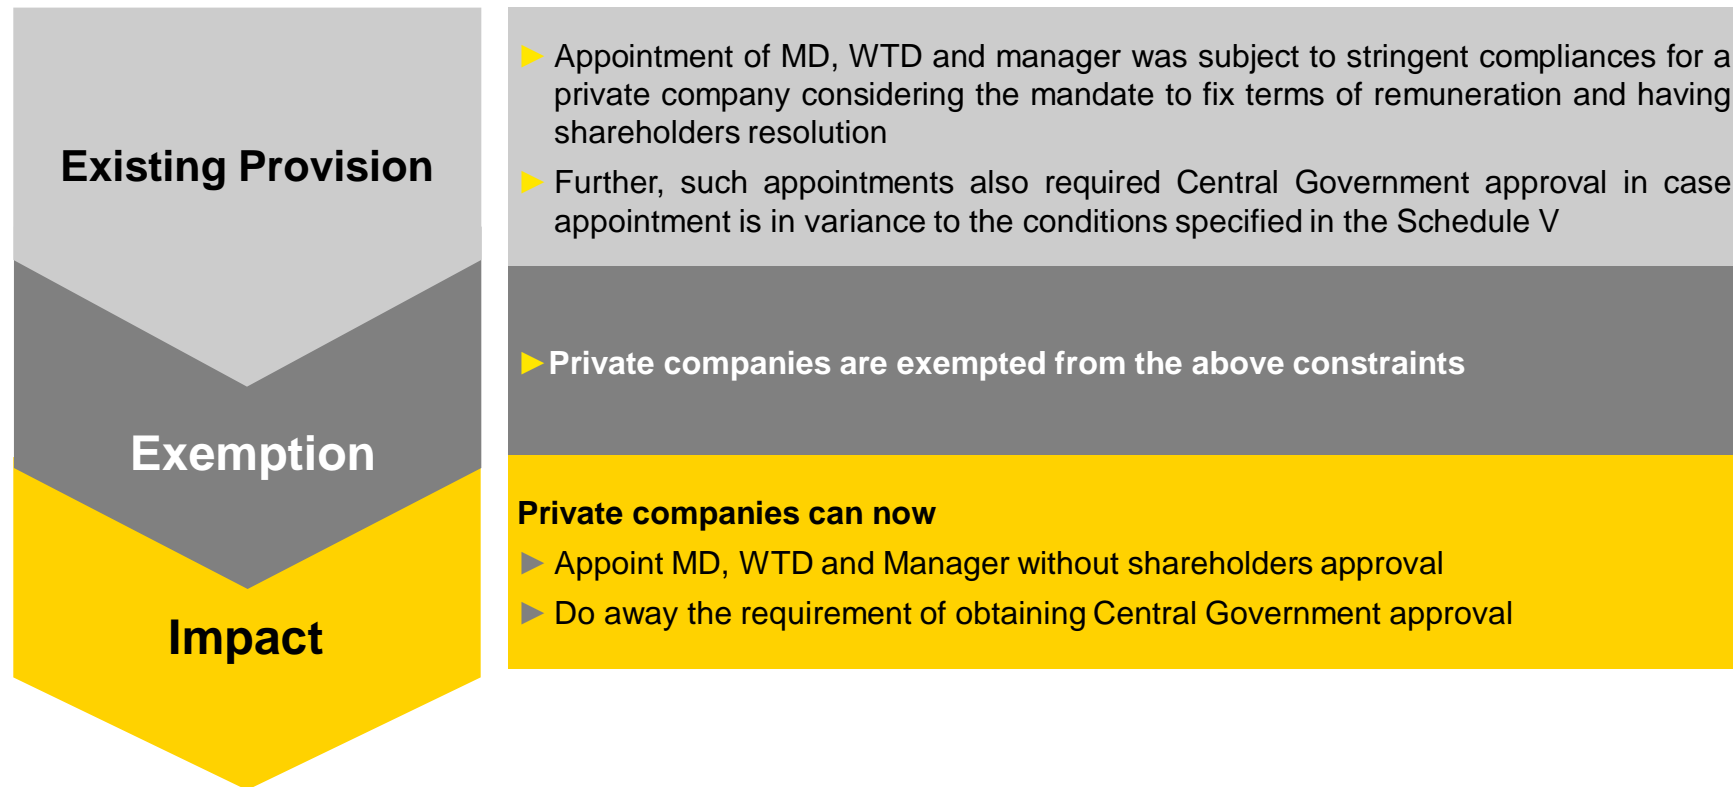 Existing Provision
► Appointment of MD, WTD and manager was subject to stringent compliances for a
private company considering the mandate to fix terms of remuneration and having
shareholders resolution
► Further, such appointments also required Central Government approval in case
appointment is in variance to the conditions specified in the Schedule V
Exemption
► Private companies are exempted from the above constraints
Impact
Private companies can now
► Appoint MD, WTD and Manager without shareholders approval
► Do away the requirement of obtaining Central Government approval